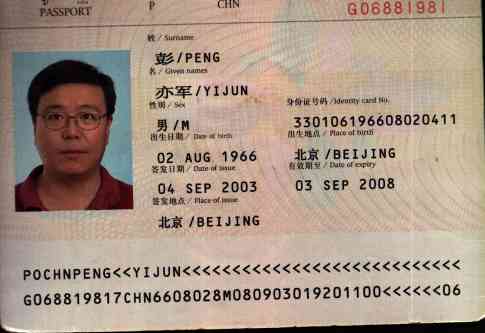 护照 / PASSPORT P CHN G06881981
姓 / Surname
彭/PENG
名 / Given names
亦军/YIJUN
性别 / Sex 身份证号码 / Identity card No.
男/M 330106196608020411
出生日期 / Date of birth 出生地点 / Place of birth
02 AUG 1966 北京/BEIJING
签发日期 / Date of issue 有效期至 / Date of expiry
04 SEP 2003 03 SEP 2008
签发地点 / Place of issue
北京/BEIJING
POCHNPENG<<YIJUN<<<<<<<<<<<<<<<<<<<<<<<<<<<<
G068819817CHN6608028M080903019201100<<<<<<06